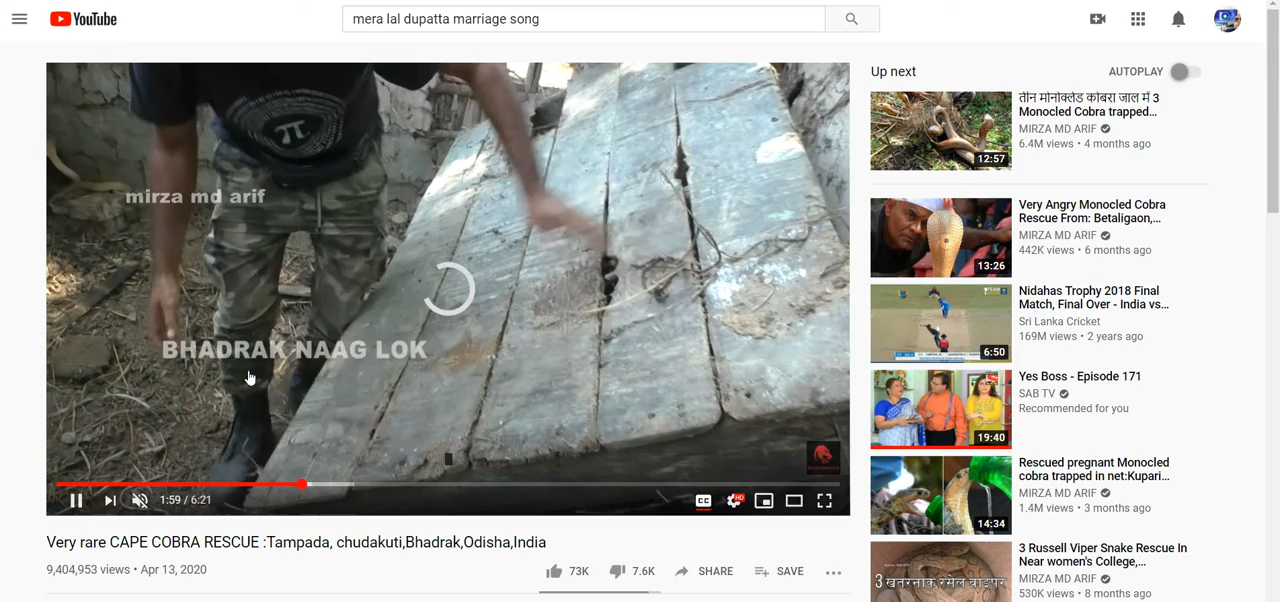 YouTube
mera lal dupatta marriage song
mirza md arif
BHADRAK NAAG LOK
1:59 / 6:21
CC
HD
Very rare CAPE COBRA RESCUE :Tampada, chudakuti,Bhadrak,Odisha,India
9,404,953 views • Apr 13, 2020
73K
7.6K
SHARE
SAVE
Up next
AUTOPLAY
तीन मोनोक्लेड कोबरा जाल में 3
Monocled Cobra trapped...
MIRZA MD ARIF
6.4M views • 4 months ago
12:57
Very Angry Monocled Cobra
Rescue From: Betaligaon,...
MIRZA MD ARIF
442K views • 6 months ago
13:26
Nidahas Trophy 2018 Final
Match, Final Over - India vs...
Sri Lanka Cricket
169M views • 2 years ago
6:50
Yes Boss - Episode 171
SAB TV
Recommended for you
19:40
Rescued pregnant Monocled
cobra trapped in net:Kupari...
MIRZA MD ARIF
1.4M views • 3 months ago
14:34
3 Russell Viper Snake Rescue In
Near women's College,...
MIRZA MD ARIF
530K views • 8 months ago
3 खतरनाक रसेल वाइपर